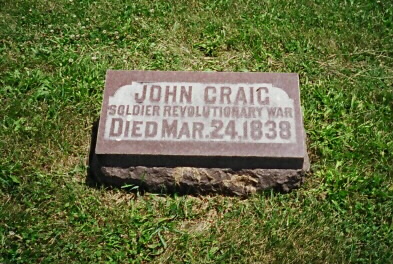 JOHN CRAIG
SOLDIER REVOLUTIONARY WAR
DIED MAR. 24, 1838